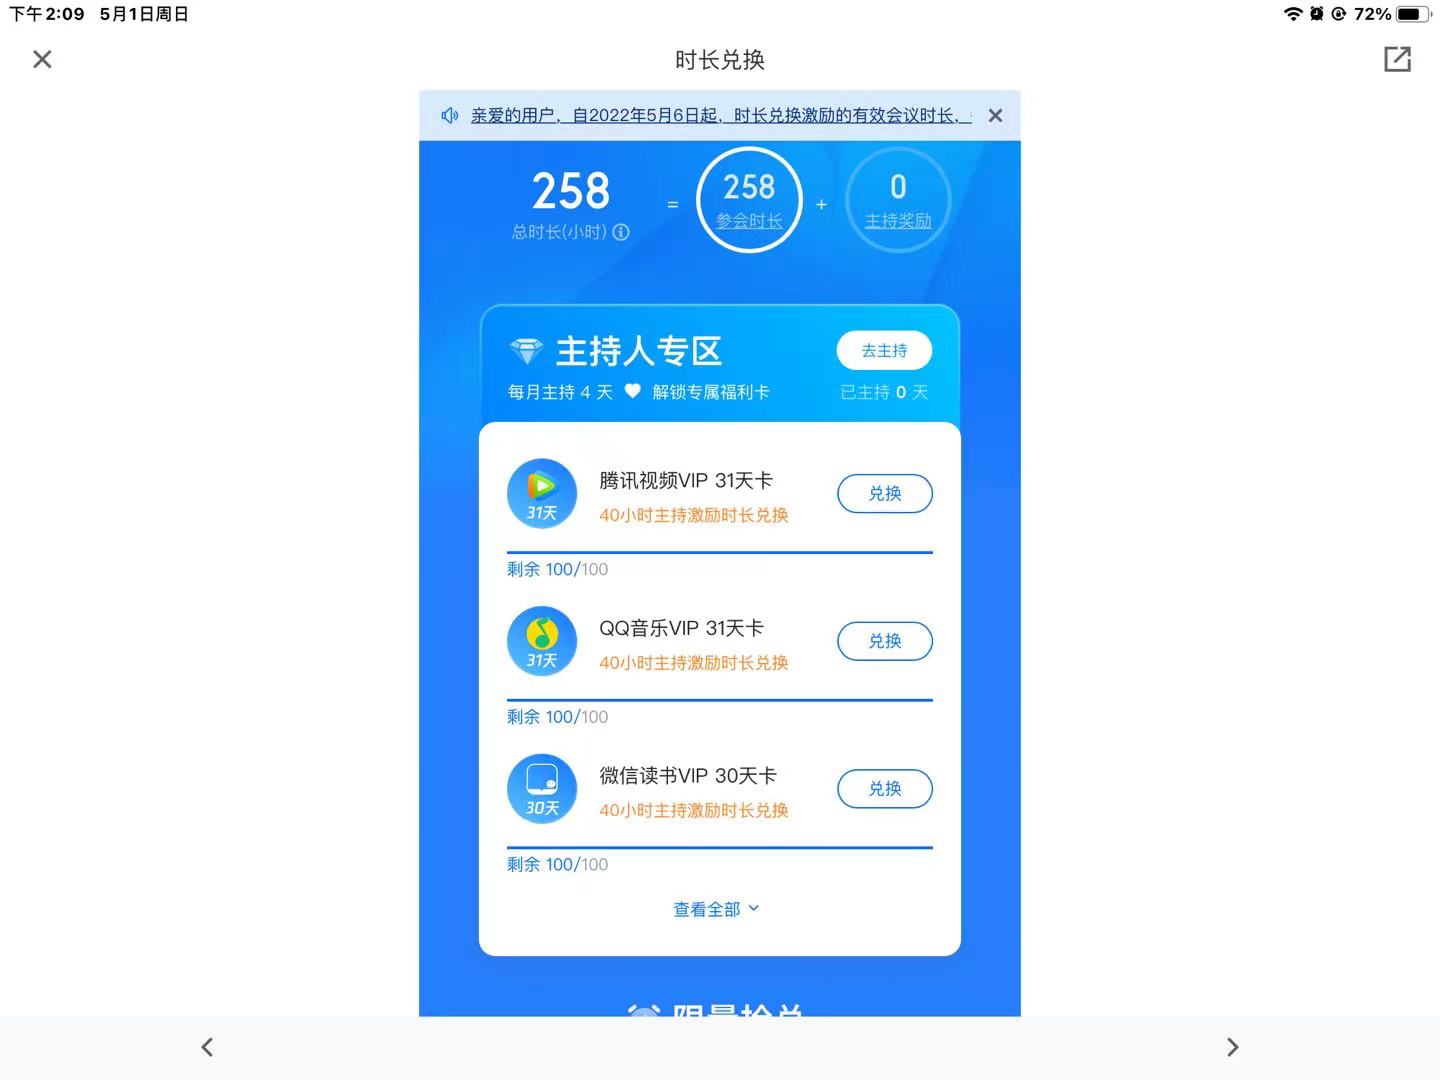 下午2:09 5月1日周日
72%
时长兑换
亲爱的用户，自2022年5月6日起，时长兑换激励的有效会议时长，
258 = 258 + 0
总时长(小时) 参会时长 主持奖励
主持人专区 去主持
每月主持 4 天 解锁专属福利卡 已主持 0 天
腾讯视频VIP 31天卡
31天
40小时主持激励时长兑换
兑换
剩余 100/100
QQ音乐VIP 31天卡
31天
40小时主持激励时长兑换
兑换
剩余 100/100
微信读书VIP 30天卡
30天
40小时主持激励时长兑换
兑换
剩余 100/100
查看全部